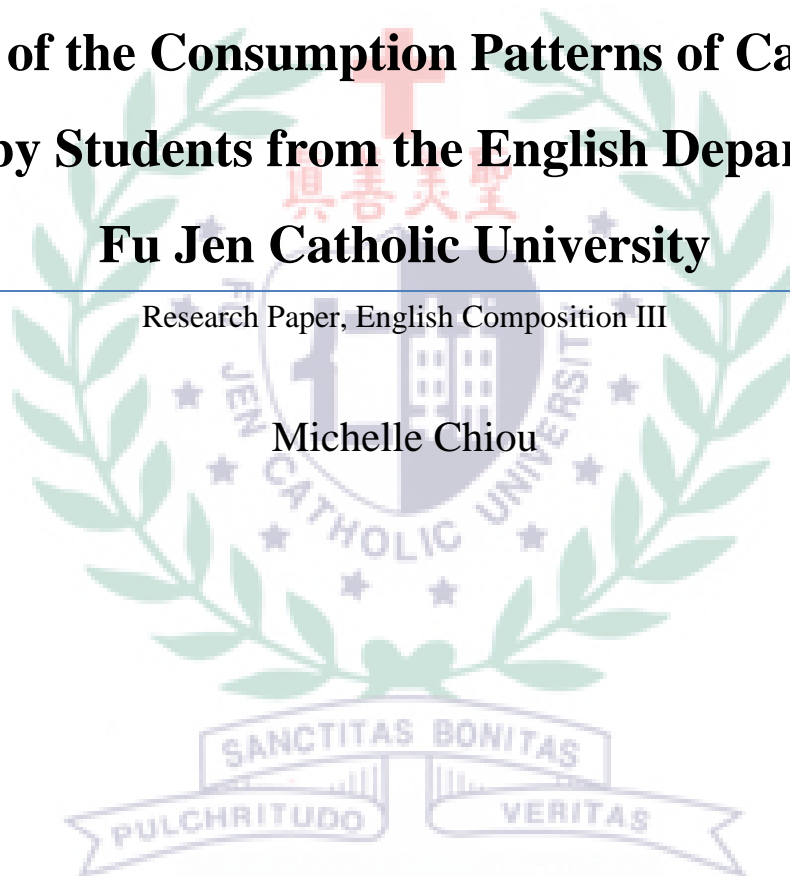 of the Consumption Patterns of Ca
by Students from the English Depar
真善美聖
Fu Jen Catholic University
Research Paper, English Composition III
Michelle Chiou
FU JEN CATHOLIC UNIVERSIT
SANCTITAS BONITAS
PULCHRITUDO VERITAS